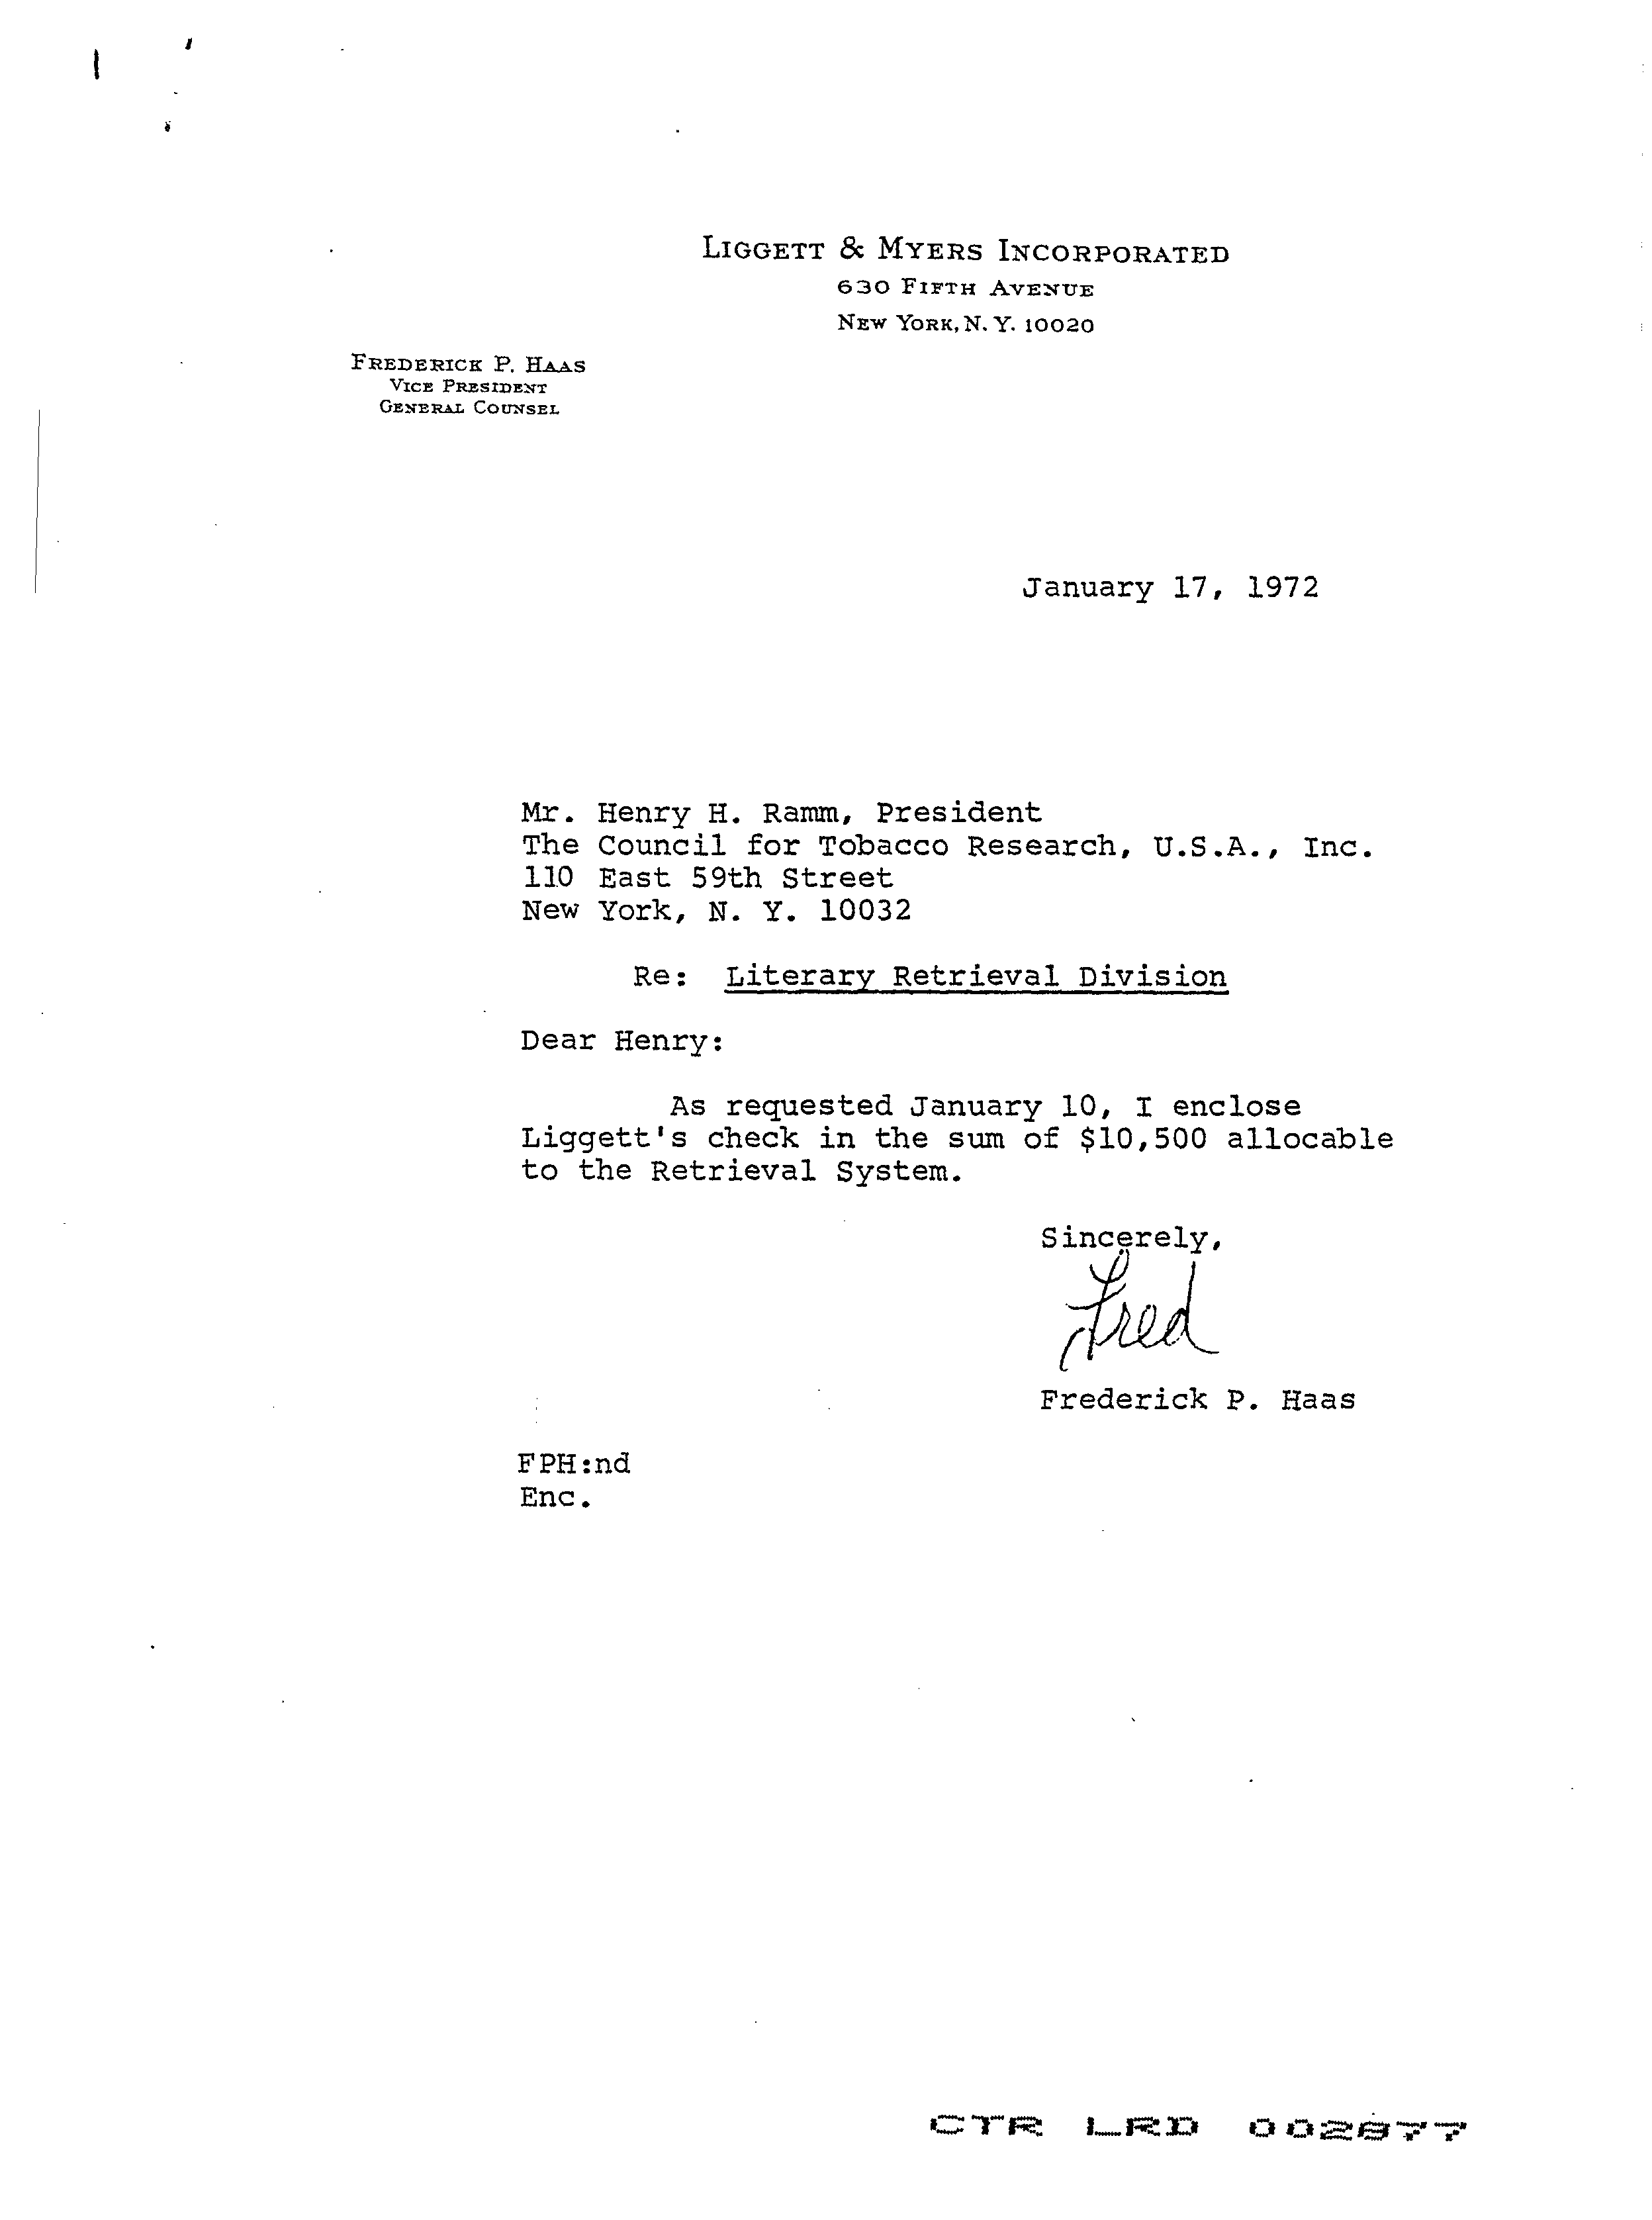 LIGGETT & MYERS INCORPORATED
630 FIFTH AVENUE
NEW YORK, N. Y. 10020
FREDERICK P. HAAS
VICE PRESIDENT
GENERAL COUNSEL
January 17, 1972
Mr. Henry H. Ramm, President
The Council for Tobacco Research, U.S.A., Inc.
110 East 59th Street
New York, N. Y. 10032
Re: Literary Retrieval Division
Dear Henry:
As requested January 10, I enclose
Liggett's check in the sum of $10,500 allocable
to the Retrieval System.
Sincerely,
Fred
Frederick P. Haas
FPH:nd
Enc.
CTR LRD 002877